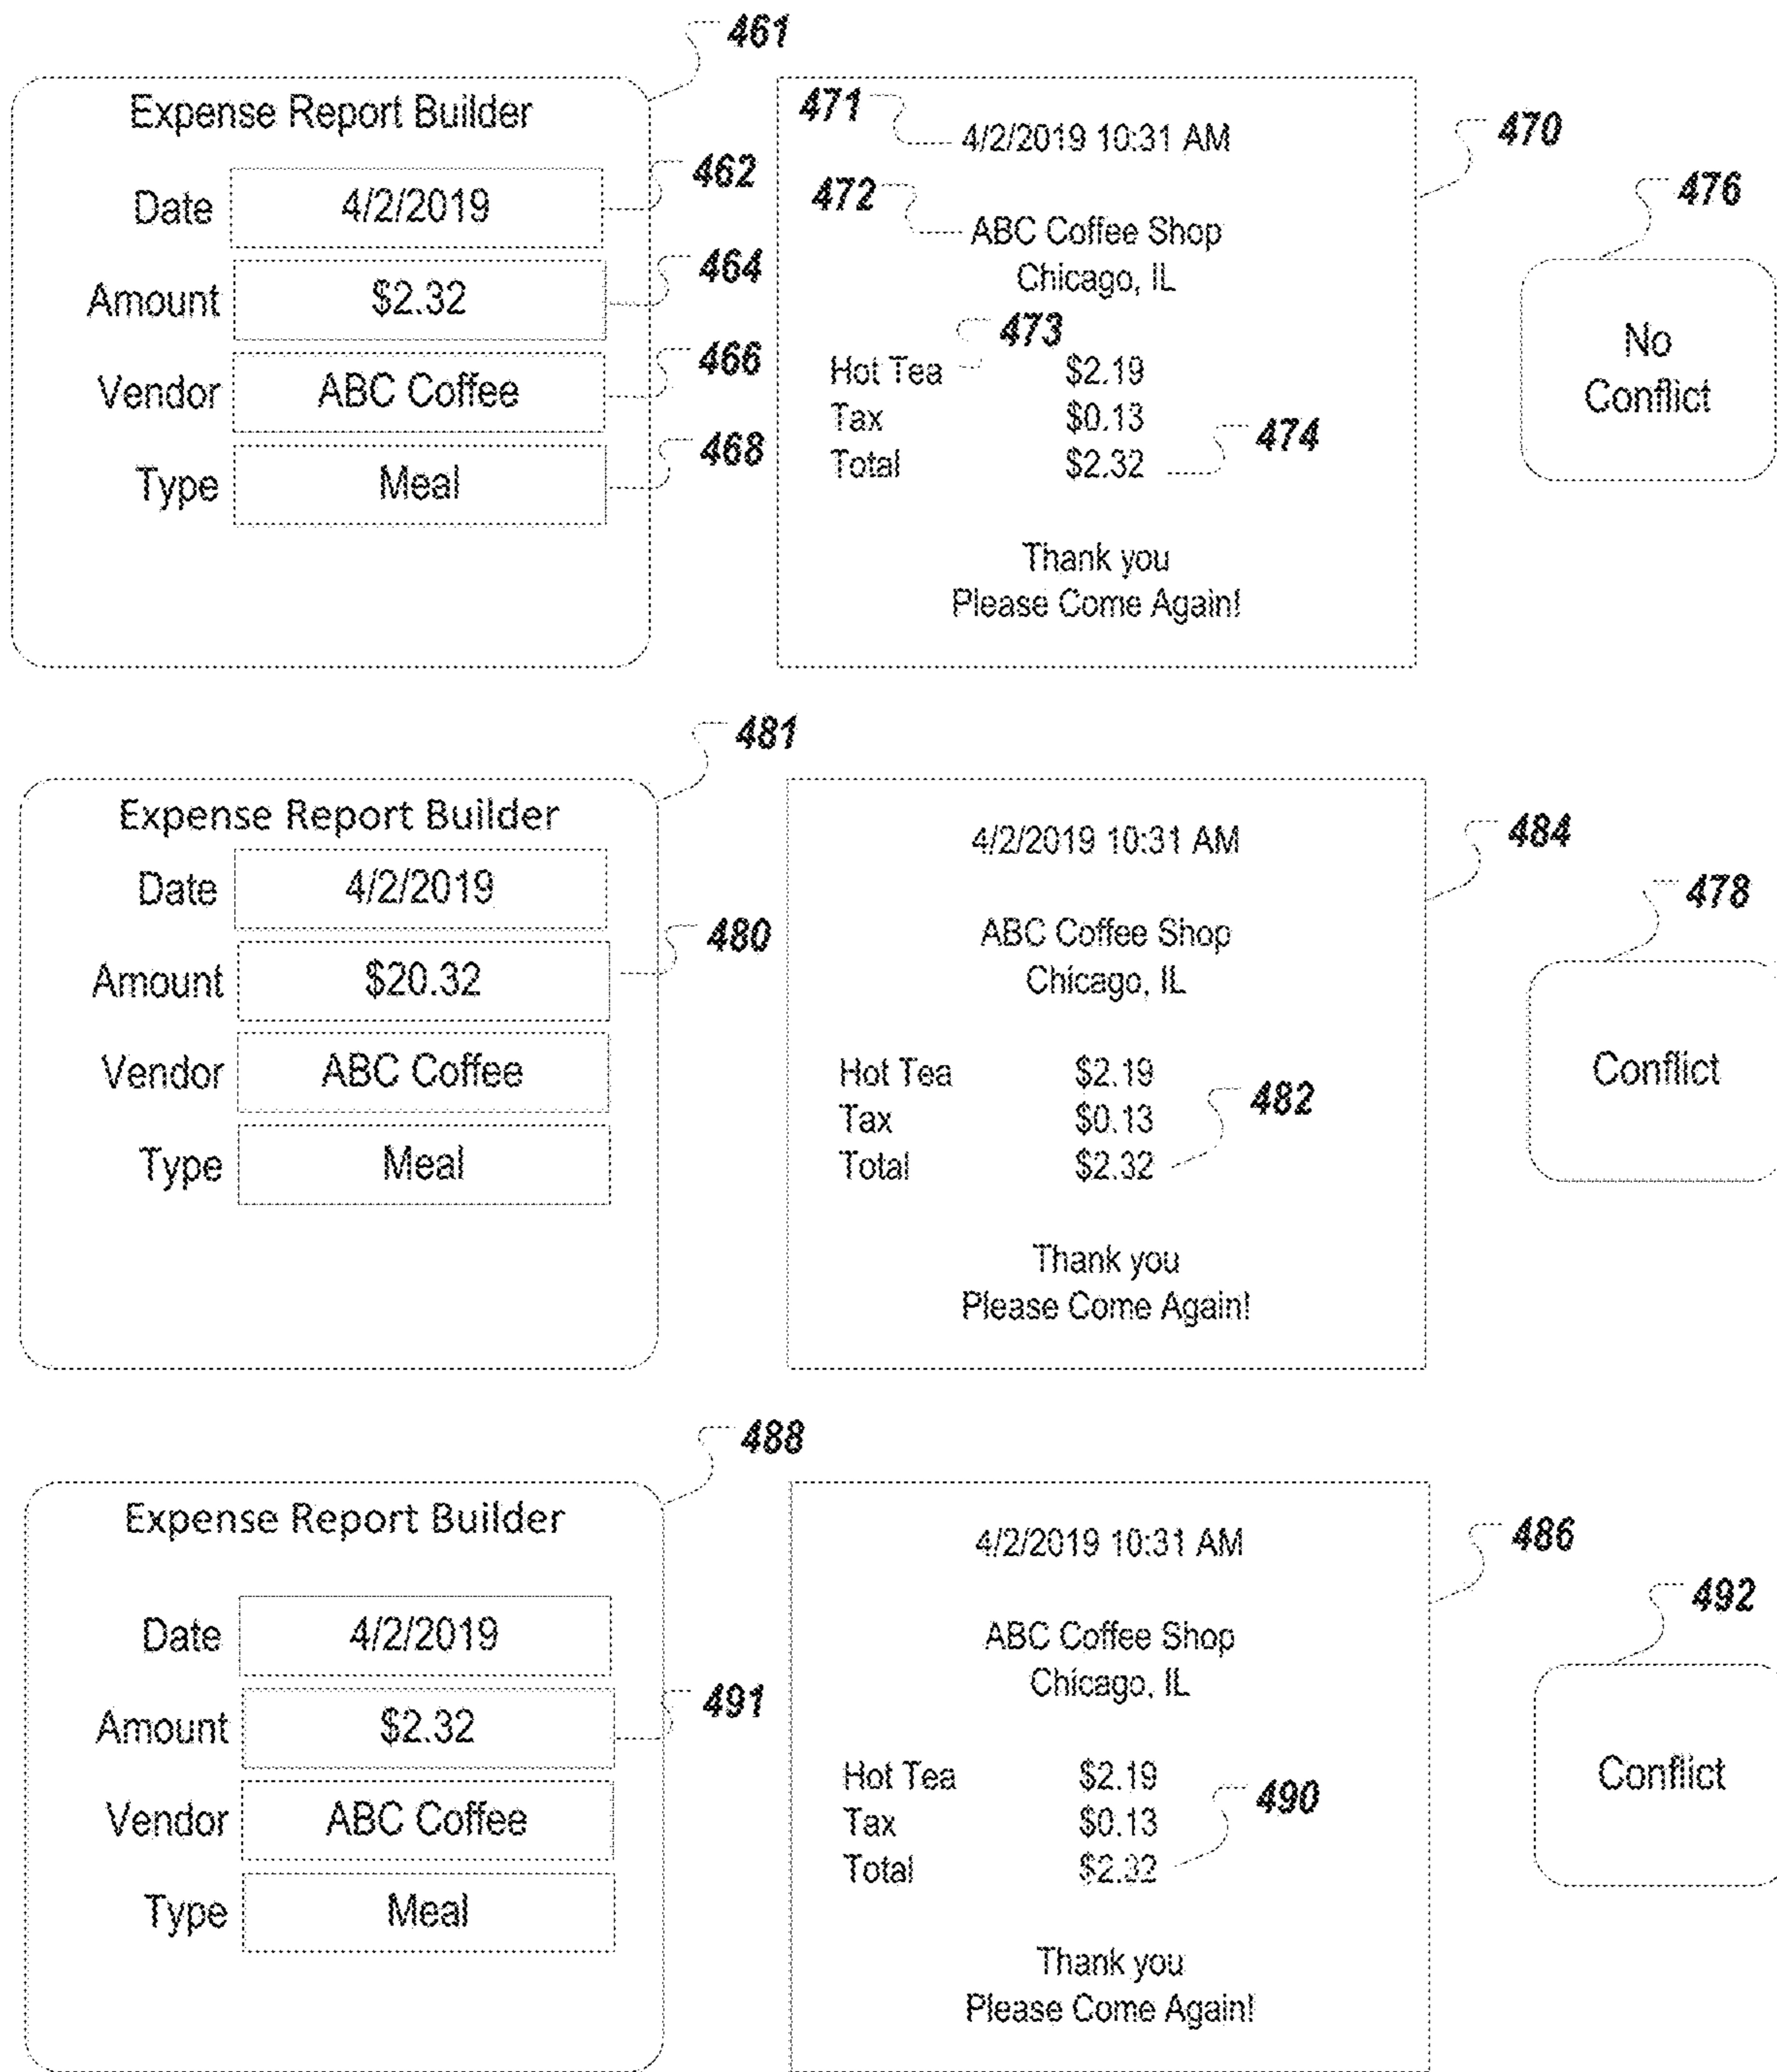 461
Expense Report Builder
Date 4/2/2019 462
Amount $2.32 464
Vendor ABC Coffee 466
Type Meal 468
471 4/2/2019 10:31 AM 470
472 ABC Coffee Shop
Chicago, IL
473
Hot Tea $2.19
Tax $0.13
Total $2.32 474
Thank you
Please Come Again!
476
No
Conflict
481
Expense Report Builder
Date 4/2/2019
Amount $20.32 480
Vendor ABC Coffee
Type Meal
4/2/2019 10:31 AM 484
ABC Coffee Shop
Chicago, IL
Hot Tea $2.19
Tax $0.13 482
Total $2.32
Thank you
Please Come Again!
478
Conflict
488
Expense Report Builder
Date 4/2/2019
Amount $2.32 491
Vendor ABC Coffee
Type Meal
4/2/2019 10:31 AM 486
ABC Coffee Shop
Chicago, IL
Hot Tea $2.19
Tax $0.13 490
Total $2.32
Thank you
Please Come Again!
492
Conflict